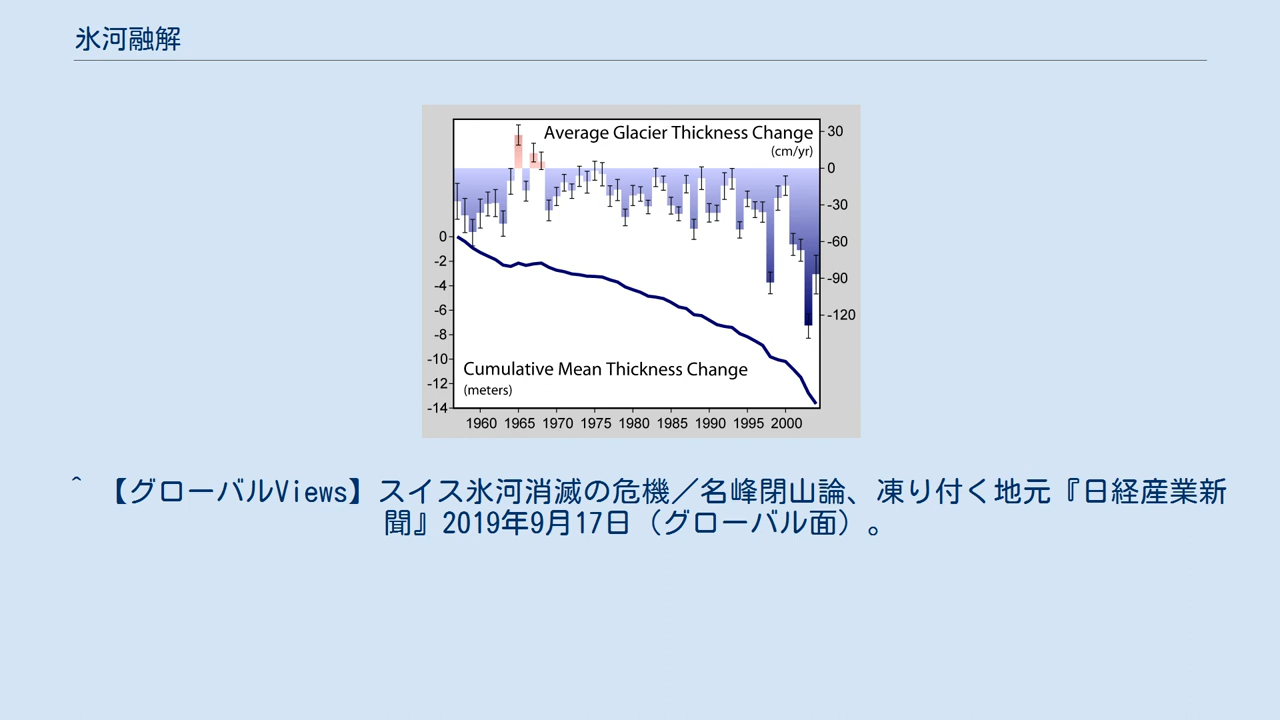 氷河融解
Average Glacier Thickness Change
(cm/yr)
30
0
-30
-60
-90
-120
0
-2
-4
-6
-8
-10
-12
-14
Cumulative Mean Thickness Change
(meters)
1960 1965 1970 1975 1980 1985 1990 1995 2000
^ 【グローバルViews】スイス氷河消滅の危機／名峰閉山論、凍り付く地元『日経産業新
聞』2019年9月17日（グローバル面）。